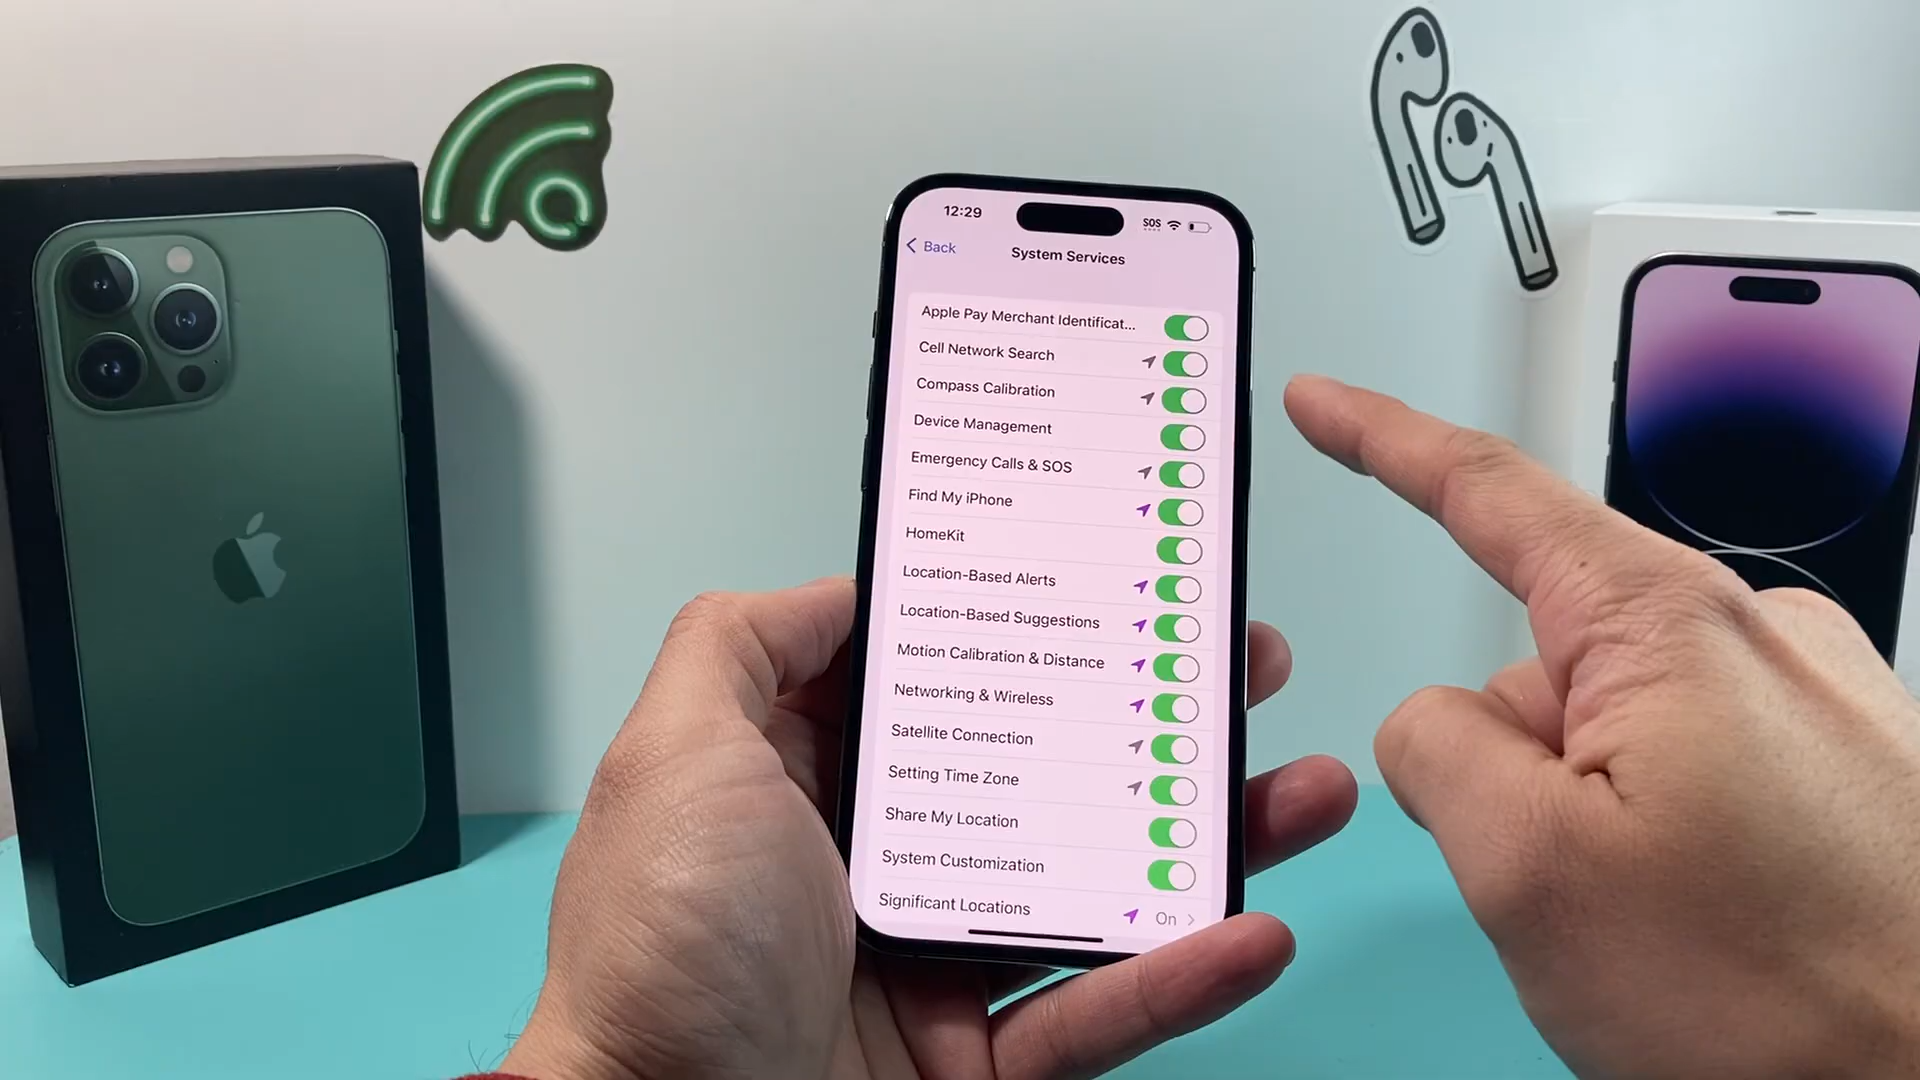 12:29 SOS
Back System Services
Apple Pay Merchant Identificat...
Cell Network Search
Compass Calibration
Device Management
Emergency Calls & SOS
Find My iPhone
HomeKit
Location-Based Alerts
Location-Based Suggestions
Motion Calibration & Distance
Networking & Wireless
Satellite Connection
Setting Time Zone
Share My Location
System Customization
Significant Locations On